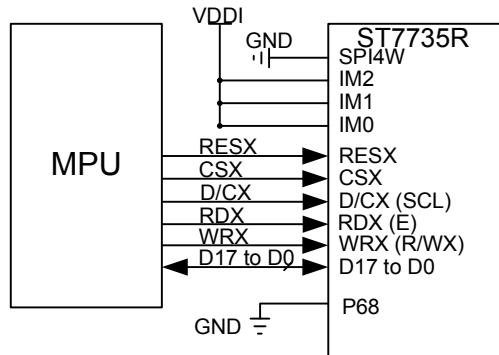 VDDI
GND
ST7735R
SPI4W
IM2
IM1
IM0
MPU
RESX
RESX
CSX
CSX
D/CX
D/CX (SCL)
RDX
RDX (E)
WRX
WRX (R/WX)
D17 to D0
D17 to D0
P68
GND